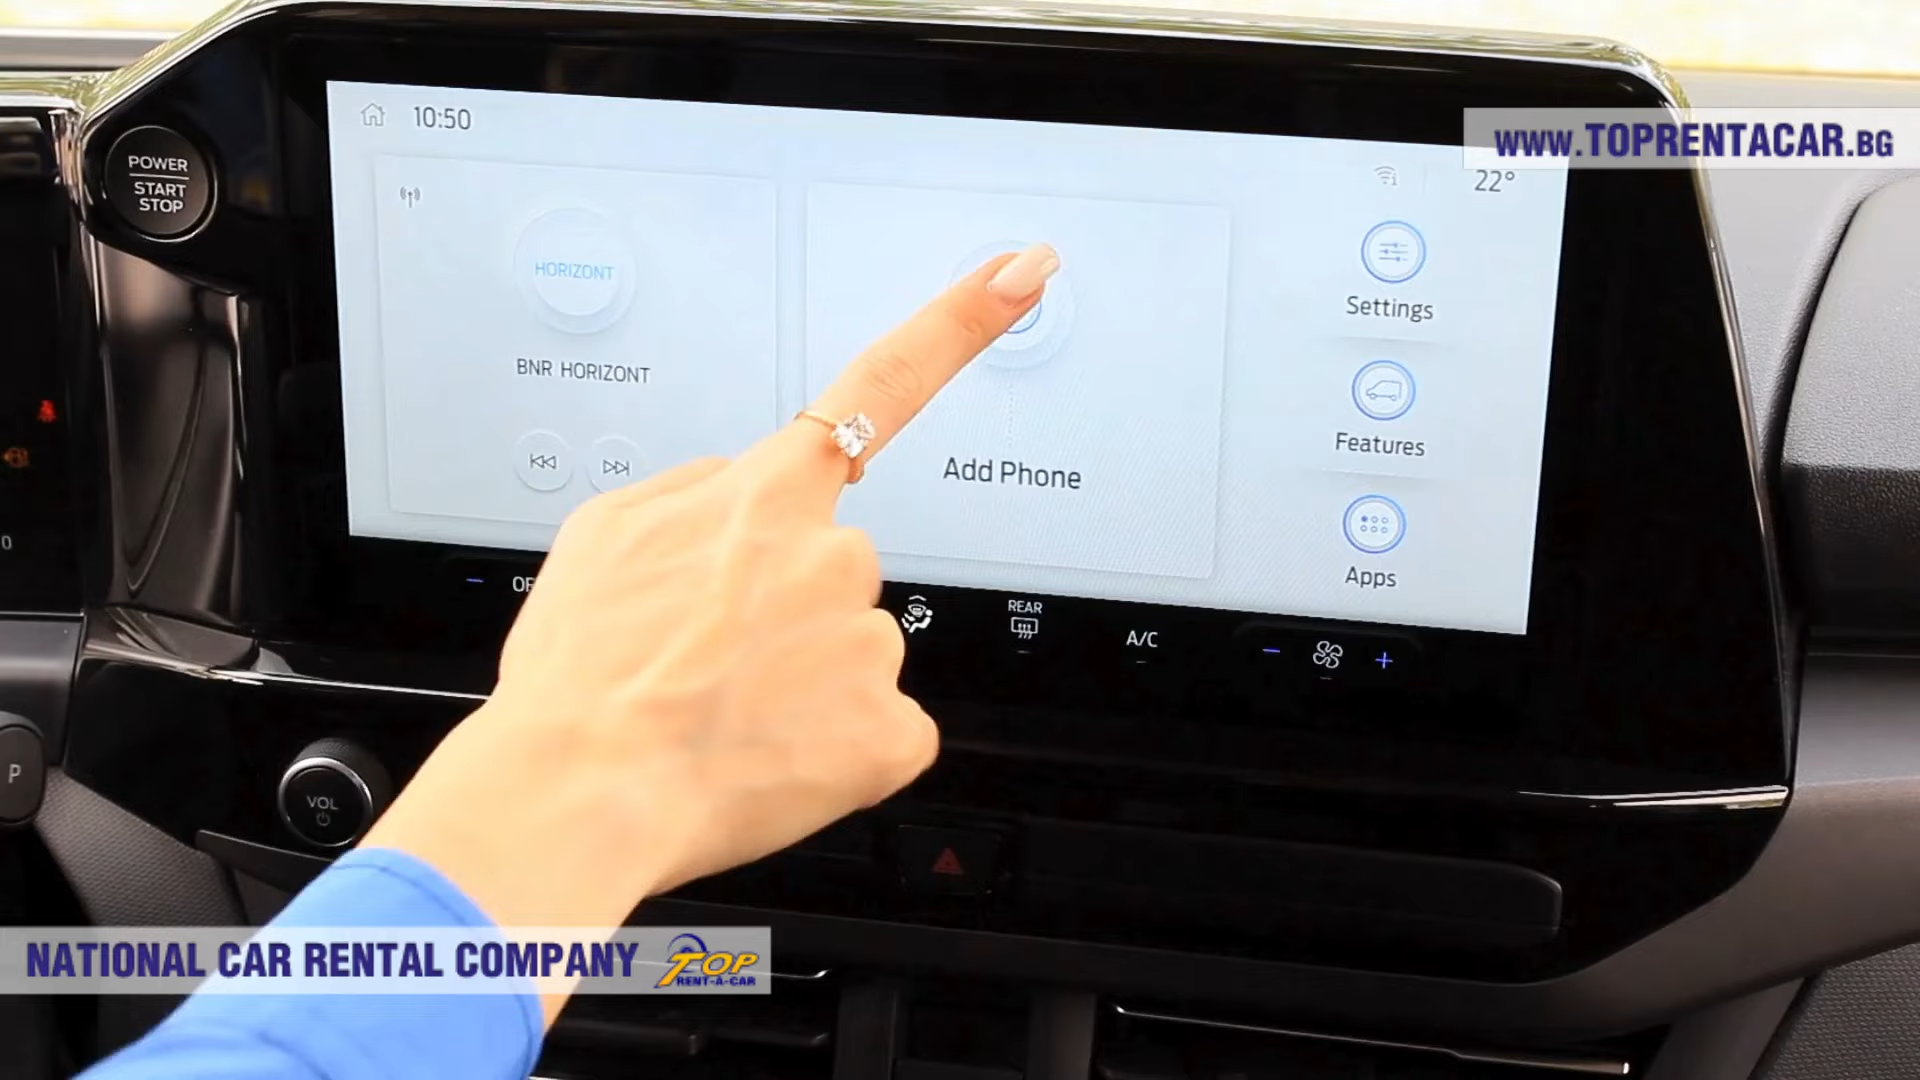 10:50
WWW.TOPRENTACAR.BG
22°
POWER
START
STOP
HORIZONT
BNR HORIZONT
Add Phone
Settings
Features
Apps
REAR
A/C
0
P
VOL
NATIONAL CAR RENTAL COMPANY
TOP
RENT-A-CAR